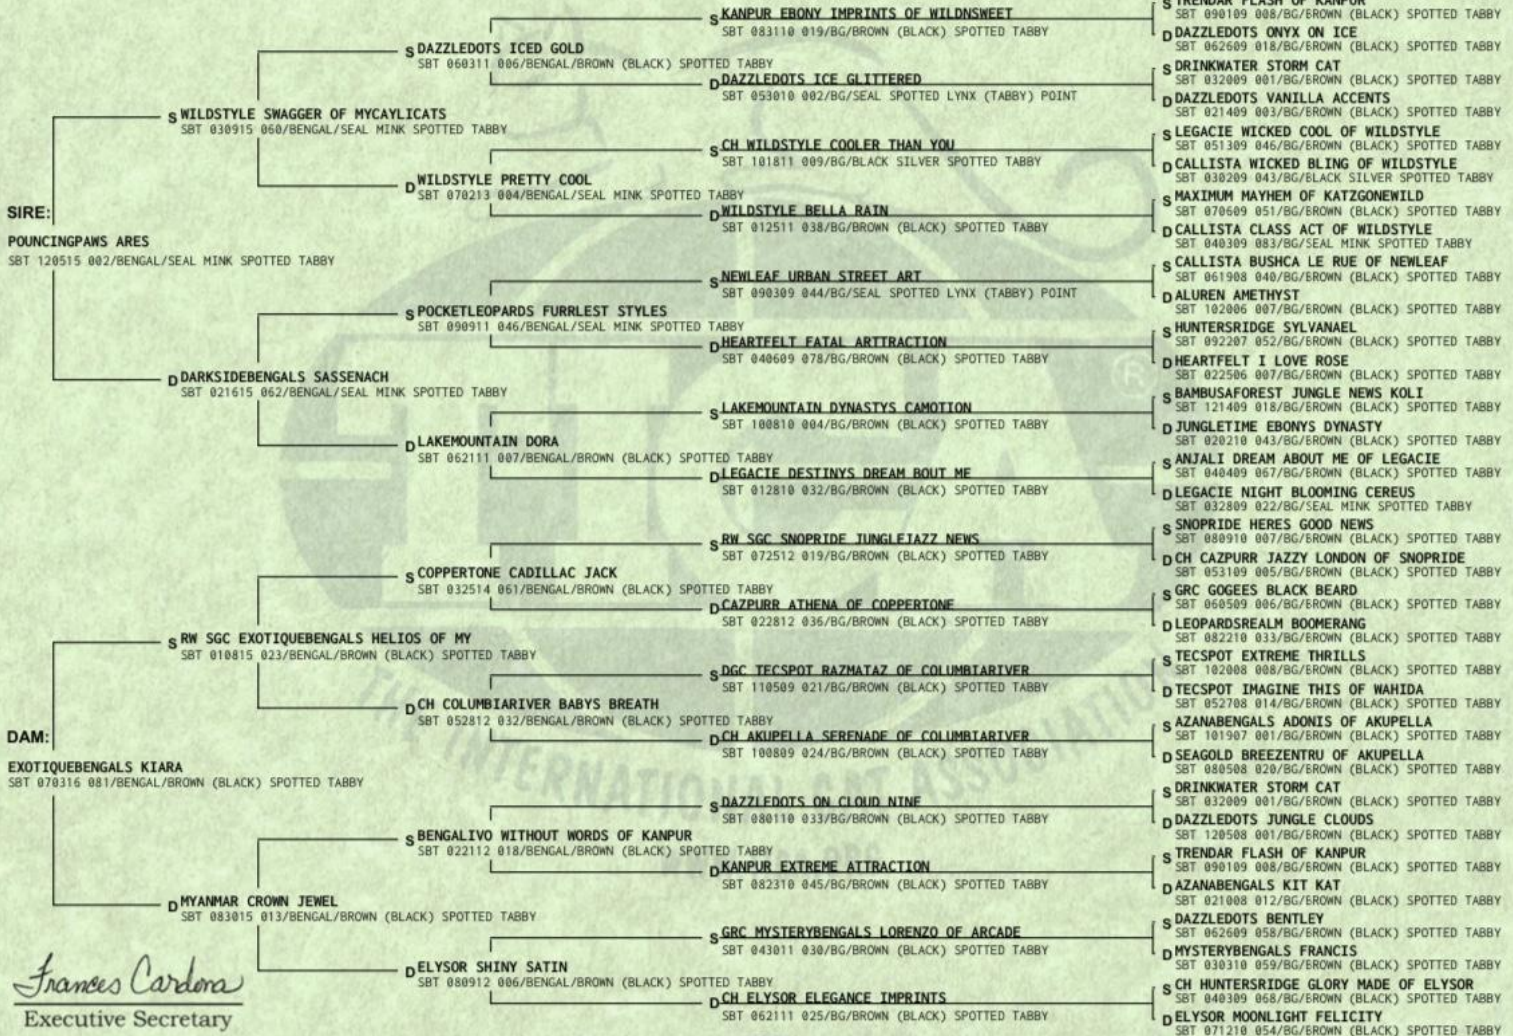 S TRENDAR FLASH OF KANPUR
SBT 090109 008/BG/BROWN (BLACK) SPOTTED TABBY
S KANPUR EBONY IMPRINTS OF WILDNSWEET
SBT 083110 019/BG/BROWN (BLACK) SPOTTED TABBY
D DAZZLEDOTS ONYX ON ICE
SBT 062609 018/BG/BROWN (BLACK) SPOTTED TABBY
S DAZZLEDOTS ICED GOLD
SBT 060311 006/BENGAL/BROWN (BLACK) SPOTTED TABBY
S DRINKWATER STORM CAT
SBT 032009 001/BG/BROWN (BLACK) SPOTTED TABBY
D DAZZLEDOTS ICE GLITTERED
SBT 053010 002/BG/SEAL SPOTTED LYNX (TABBY) POINT
D DAZZLEDOTS VANILLA ACCENTS
SBT 021409 003/BG/BROWN (BLACK) SPOTTED TABBY
S WILDSTYLE SWAGGER OF MYCAYLICATS
SBT 030915 060/BENGAL/SEAL MINK SPOTTED TABBY
S LEGACIE WICKED COOL OF WILDSTYLE
SBT 051309 046/BG/BROWN (BLACK) SPOTTED TABBY
S CH WILDSTYLE COOLER THAN YOU
SBT 101811 009/BG/BLACK SILVER SPOTTED TABBY
D CALLISTA WICKED BLING OF WILDSTYLE
SBT 030209 043/BG/BLACK SILVER SPOTTED TABBY
D WILDSTYLE PRETTY COOL
SBT 070213 004/BENGAL/SEAL MINK SPOTTED TABBY
S MAXIMUM MAYHEM OF KATZGONEWILD
SBT 070609 051/BG/BROWN (BLACK) SPOTTED TABBY
D WILDSTYLE BELLA RAIN
SBT 012511 038/BG/BROWN (BLACK) SPOTTED TABBY
D CALLISTA CLASS ACT OF WILDSTYLE
SBT 040309 083/BG/SEAL MINK SPOTTED TABBY
SIRE:
POUNCINGPAWS ARES
SBT 120515 002/BENGAL/SEAL MINK SPOTTED TABBY
S CALLISTA BUSHCA LE RUE OF NEWLEAF
SBT 061908 040/BG/BROWN (BLACK) SPOTTED TABBY
S NEWLEAF URBAN STREET ART
SBT 090309 044/BG/SEAL SPOTTED LYNX (TABBY) POINT
D ALUREN AMETHYST
SBT 102006 007/BG/BROWN (BLACK) SPOTTED TABBY
S POCKETLEOPARDS FURRLEST STYLES
SBT 090911 046/BENGAL/SEAL MINK SPOTTED TABBY
S HUNTERSRIDGE SYLVANAEL
SBT 092207 052/BG/BROWN (BLACK) SPOTTED TABBY
D HEARTFELT FATAL ARTTRACTION
SBT 040609 078/BG/BROWN (BLACK) SPOTTED TABBY
D HEARTFELT I LOVE ROSE
SBT 022506 007/BG/BROWN (BLACK) SPOTTED TABBY
D DARKSIDEBENGALS SASSENACH
SBT 021615 062/BENGAL/SEAL MINK SPOTTED TABBY
S BAMBUSAFOREST JUNGLE NEWS KOLI
SBT 121409 018/BG/BROWN (BLACK) SPOTTED TABBY
S LAKEMOUNTAIN DYNASTYS CAMOTION
SBT 100810 004/BG/BROWN (BLACK) SPOTTED TABBY
D JUNGLETIME EBONYS DYNASTY
SBT 020210 043/BG/BROWN (BLACK) SPOTTED TABBY
D LAKEMOUNTAIN DORA
SBT 062111 007/BENGAL/BROWN (BLACK) SPOTTED TABBY
S ANJALI DREAM ABOUT ME OF LEGACIE
SBT 040409 067/BG/BROWN (BLACK) SPOTTED TABBY
D LEGACIE DESTINYS DREAM BOUT ME
SBT 012810 032/BG/BROWN (BLACK) SPOTTED TABBY
D LEGACIE NIGHT BLOOMING CEREUS
SBT 032809 022/BG/SEAL MINK SPOTTED TABBY
S SNOPRIDE HERES GOOD NEWS
SBT 080910 007/BG/BROWN (BLACK) SPOTTED TABBY
S RW SGC SNOPRIDE JUNGLEJAZZ NEWS
SBT 072512 019/BG/BROWN (BLACK) SPOTTED TABBY
D CH CAZPURR JAZZY LONDON OF SNOPRIDE
SBT 053109 005/BG/BROWN (BLACK) SPOTTED TABBY
S COPPERTONE CADILLAC JACK
SBT 032514 061/BENGAL/BROWN (BLACK) SPOTTED TABBY
S GRC GOGEES BLACK BEARD
SBT 060509 006/BG/BROWN (BLACK) SPOTTED TABBY
D CAZPURR ATHENA OF COPPERTONE
SBT 022812 036/BG/BROWN (BLACK) SPOTTED TABBY
D LEOPARDSREALM BOOMERANG
SBT 082210 033/BG/BROWN (BLACK) SPOTTED TABBY
S RW SGC EXOTIQUEBENGALS HELIOS OF MY
SBT 010815 023/BENGAL/BROWN (BLACK) SPOTTED TABBY
S TECSPOT EXTREME THRILLS
SBT 102008 008/BG/BROWN (BLACK) SPOTTED TABBY
S DGC TECSPOT RAZMATAZ OF COLUMBIARIVER
SBT 110509 021/BG/BROWN (BLACK) SPOTTED TABBY
D TECSPOT IMAGINE THIS OF WAHIDA
SBT 052708 014/BG/BROWN (BLACK) SPOTTED TABBY
D CH COLUMBIARIVER BABYS BREATH
SBT 052812 032/BENGAL/BROWN (BLACK) SPOTTED TABBY
S AZANABENGALS ADONIS OF AKUPELLA
SBT 101907 001/BG/BROWN (BLACK) SPOTTED TABBY
D CH AKUPELLA SERENADE OF COLUMBIARIVER
SBT 100809 024/BG/BROWN (BLACK) SPOTTED TABBY
D SEAGOLD BREEZENTRU OF AKUPELLA
SBT 080508 020/BG/BROWN (BLACK) SPOTTED TABBY
DAM:
EXOTIQUEBENGALS KIARA
SBT 070316 081/BENGAL/BROWN (BLACK) SPOTTED TABBY
S DRINKWATER STORM CAT
SBT 032009 001/BG/BROWN (BLACK) SPOTTED TABBY
S DAZZLEDOTS ON CLOUD NINE
SBT 080110 033/BG/BROWN (BLACK) SPOTTED TABBY
D DAZZLEDOTS JUNGLE CLOUDS
SBT 120508 001/BG/BROWN (BLACK) SPOTTED TABBY
S BENGALIVO WITHOUT WORDS OF KANPUR
SBT 022112 018/BENGAL/BROWN (BLACK) SPOTTED TABBY
S TRENDAR FLASH OF KANPUR
SBT 090109 008/BG/BROWN (BLACK) SPOTTED TABBY
D KANPUR EXTREME ATTRACTION
SBT 082310 045/BG/BROWN (BLACK) SPOTTED TABBY
D AZANABENGALS KIT KAT
SBT 021008 012/BG/BROWN (BLACK) SPOTTED TABBY
D MYANMAR CROWN JEWEL
SBT 083015 013/BENGAL/BROWN (BLACK) SPOTTED TABBY
S DAZZLEDOTS BENTLEY
SBT 062609 058/BG/BROWN (BLACK) SPOTTED TABBY
S GRC MYSTERYBENGALS LORENZO OF ARCADE
SBT 043011 030/BG/BROWN (BLACK) SPOTTED TABBY
D MYSTERYBENGALS FRANCIS
SBT 030310 059/BG/BROWN (BLACK) SPOTTED TABBY
D ELYSOR SHINY SATIN
SBT 080912 006/BENGAL/BROWN (BLACK) SPOTTED TABBY
S CH HUNTERSRIDGE GLORY MADE OF ELYSOR
SBT 040309 068/BG/BROWN (BLACK) SPOTTED TABBY
D CH ELYSOR ELEGANCE IMPRINTS
SBT 062111 025/BG/BROWN (BLACK) SPOTTED TABBY
D ELYSOR MOONLIGHT FELICITY
SBT 071210 054/BG/BROWN (BLACK) SPOTTED TABBY
Frances Cardona
Executive Secretary
THE INTERNATIONAL CAT ASSOCIATION
®